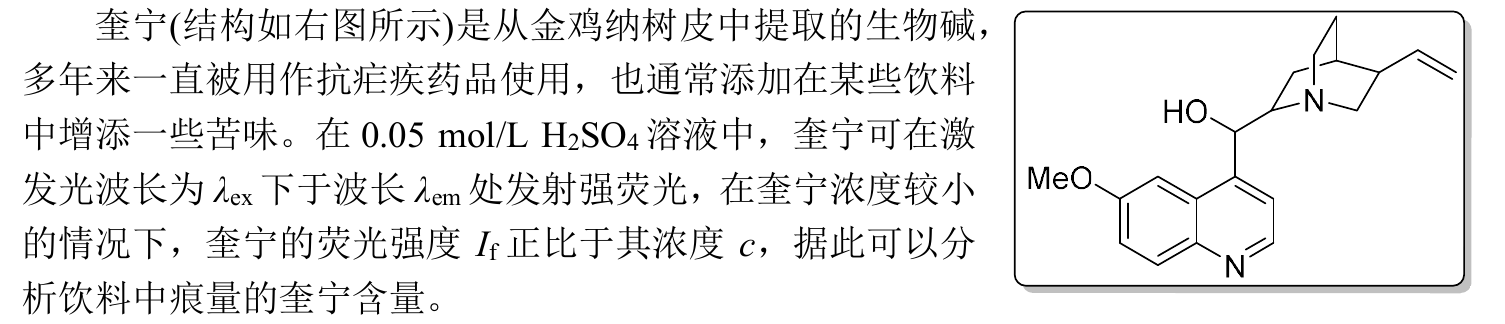 奎宁(结构如右图所示)是从金鸡纳树皮中提取的生物碱，
多年来一直被用作抗疟疾药品使用，也通常添加在某些饮料
中增添一些苦味。在 0.05 mol/L H₂SO₄ 溶液中，奎宁可在激
发光波长为 λex 下于波长 λem 处发射强荧光，在奎宁浓度较小
的情况下，奎宁的荧光强度 If 正比于其浓度 c，据此可以分
析饮料中痕量的奎宁含量。
N
HO
MeO
N